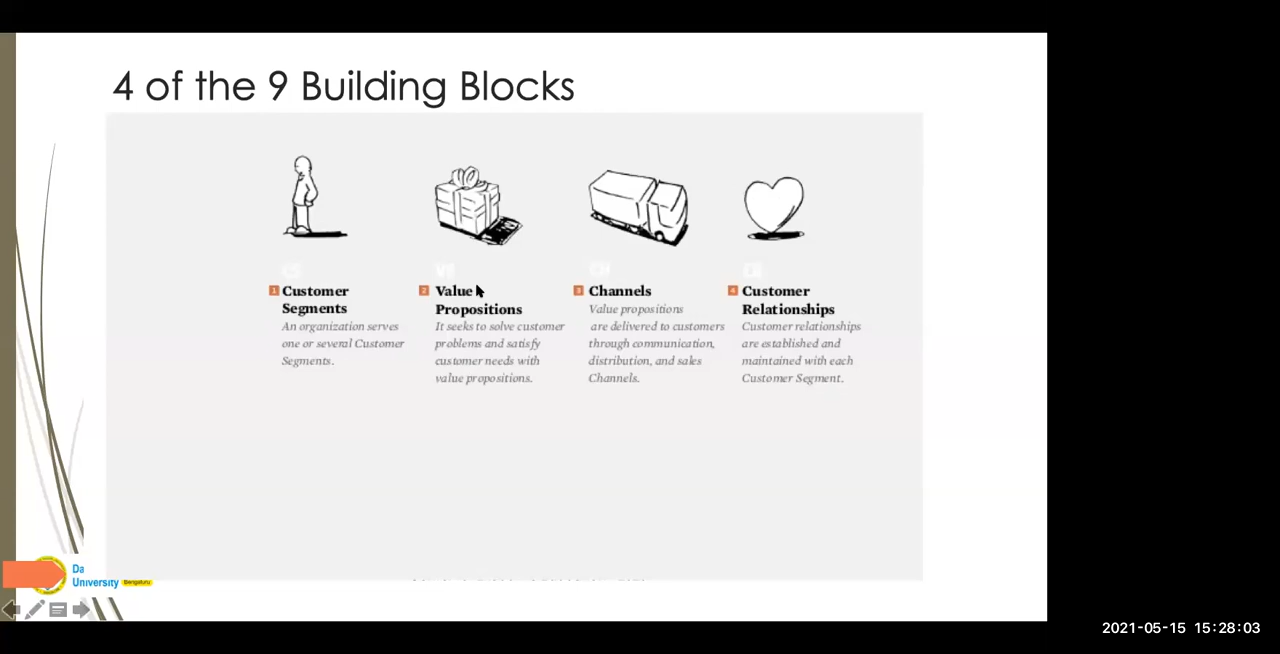 4 of the 9 Building Blocks
1 Customer
Segments
An organization serves
one or several Customer
Segments.
2 Value
Propositions
It seeks to solve customer
problems and satisfy
customer needs with
value propositions.
3 Channels
Value propositions
are delivered to customers
through communication,
distribution, and sales
Channels.
4 Customer
Relationships
Customer relationships
are established and
maintained with each
Customer Segment.
Da
University Bengaluru
2021-05-15 15:28:03